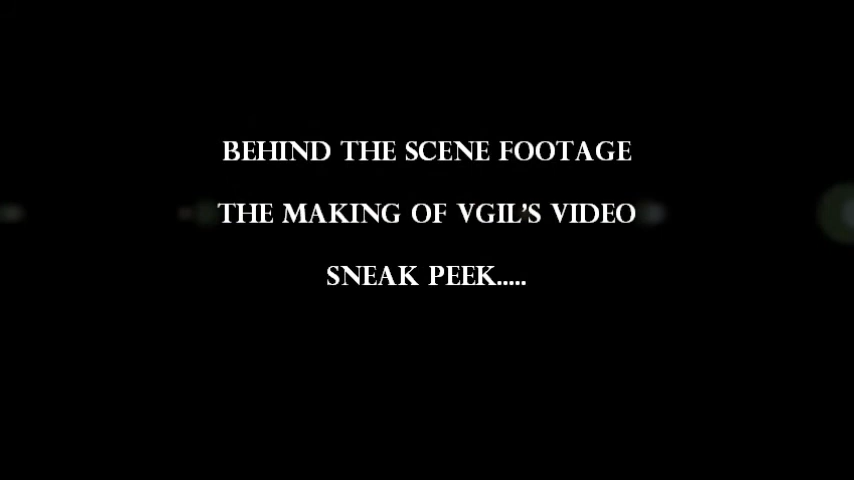 BEHIND THE SCENE FOOTAGE
THE MAKING OF VGIL'S VIDEO
SNEAK PEEK.....